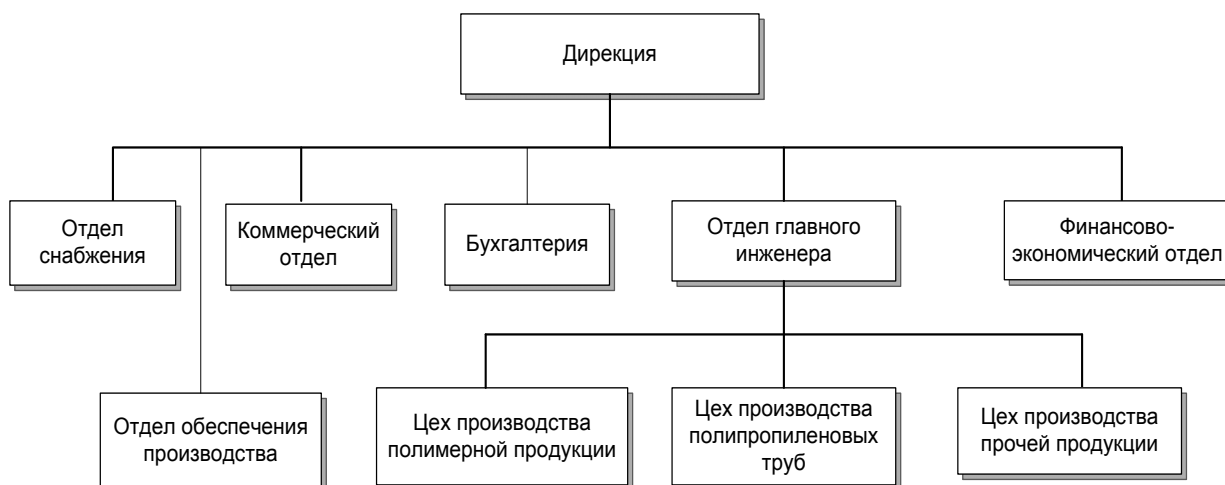 Дирекция
Отдел
снабжения
Коммерческий
отдел
Бухгалтерия
Отдел главного
инженера
Финансово-
экономический отдел
Отдел обеспечения
производства
Цех производства
полимерной продукции
Цех производства
полипропиленовых
труб
Цех производства
прочей продукции